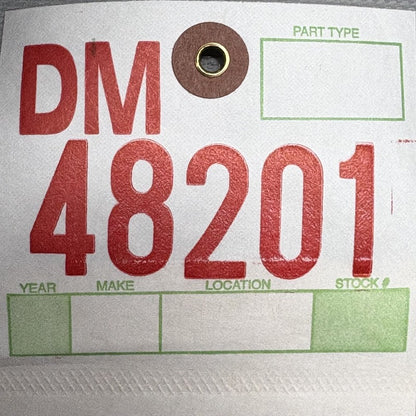 DM
PART TYPE
48201
YEAR MAKE LOCATION STOCK #